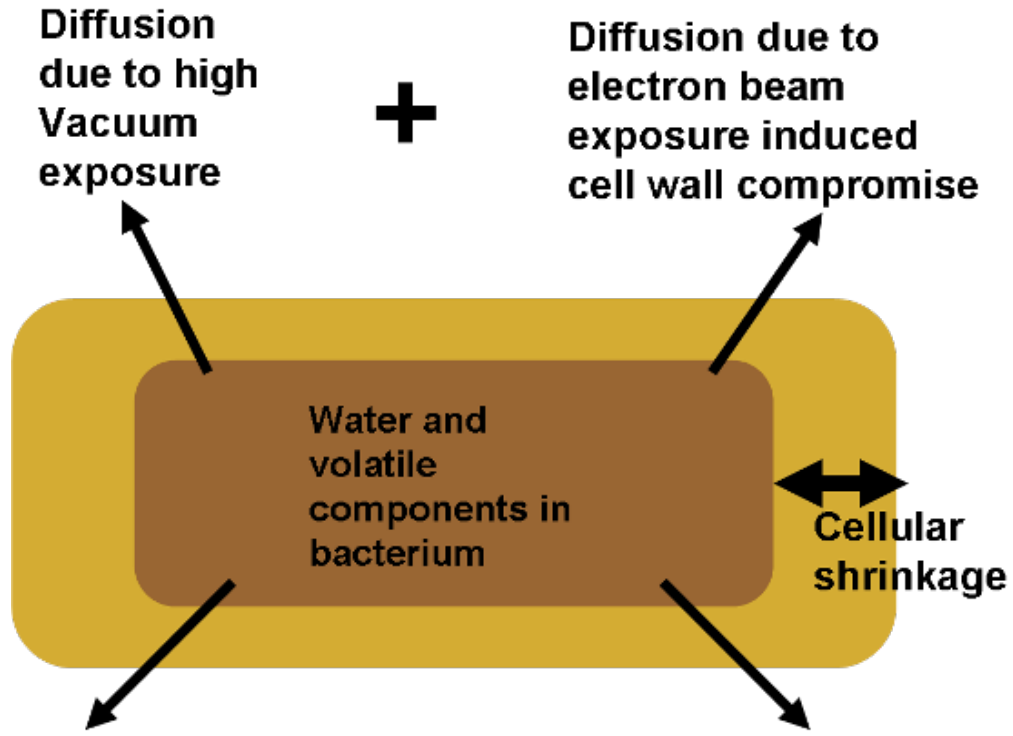 Diffusion
due to high
Vacuum
exposure
+
Diffusion due to
electron beam
exposure induced
cell wall compromise
Water and
volatile
components in
bacterium
Cellular
shrinkage